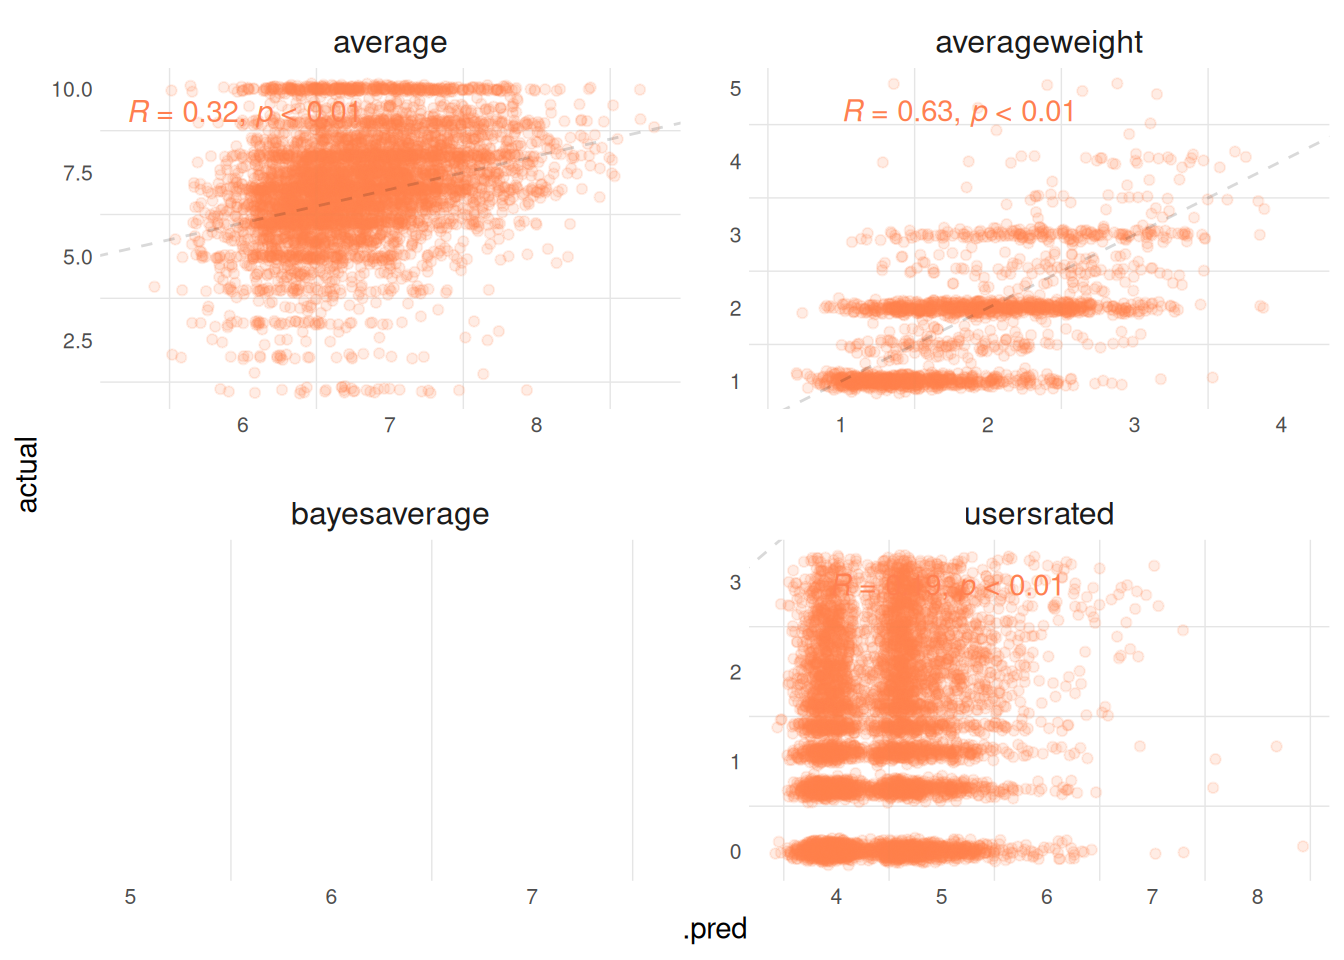 average
10.0
7.5
5.0
2.5
R = 0.32, p < 0.01
6 7 8
averageweight
5
4
3
2
1
R = 0.63, p < 0.01
1 2 3 4
actual
bayesaverage
5 6 7
usersrated
3
2
1
0
R = 9, p < 0.01
4 5 6 7 8
.pred